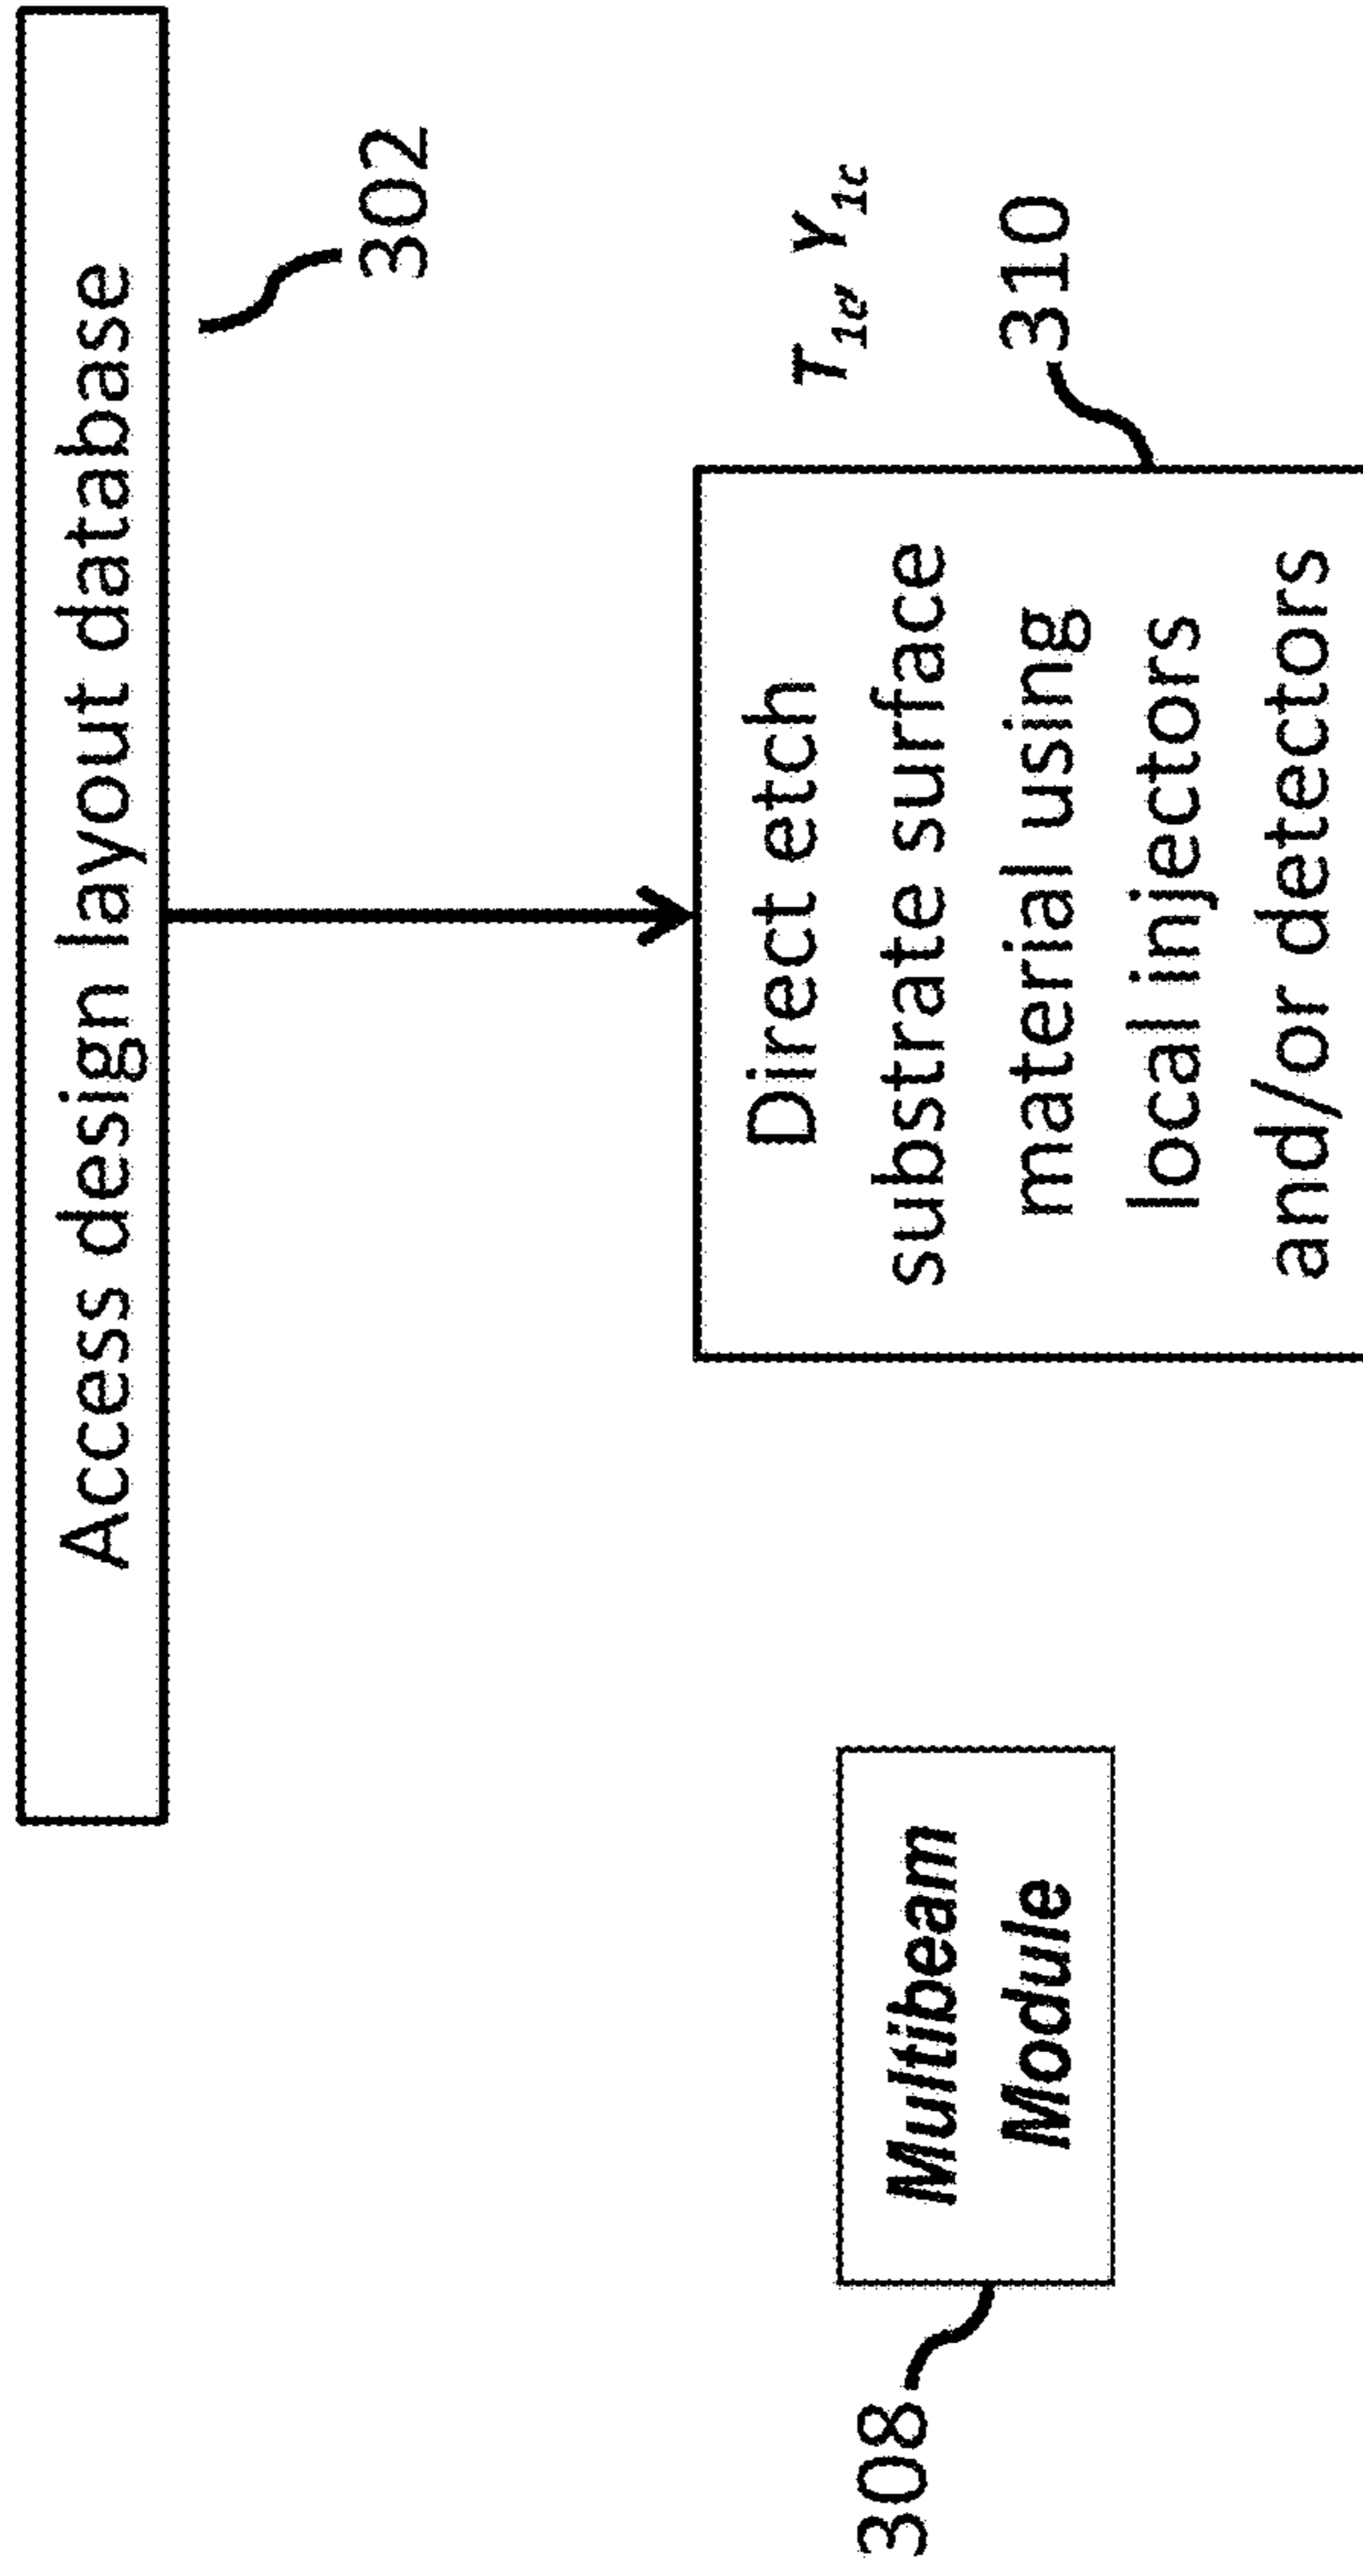 Access design layout database
302
T1c, Y1c
310
Direct etch
substrate surface
material using
local injectors
and/or detectors
Multibeam
Module
308